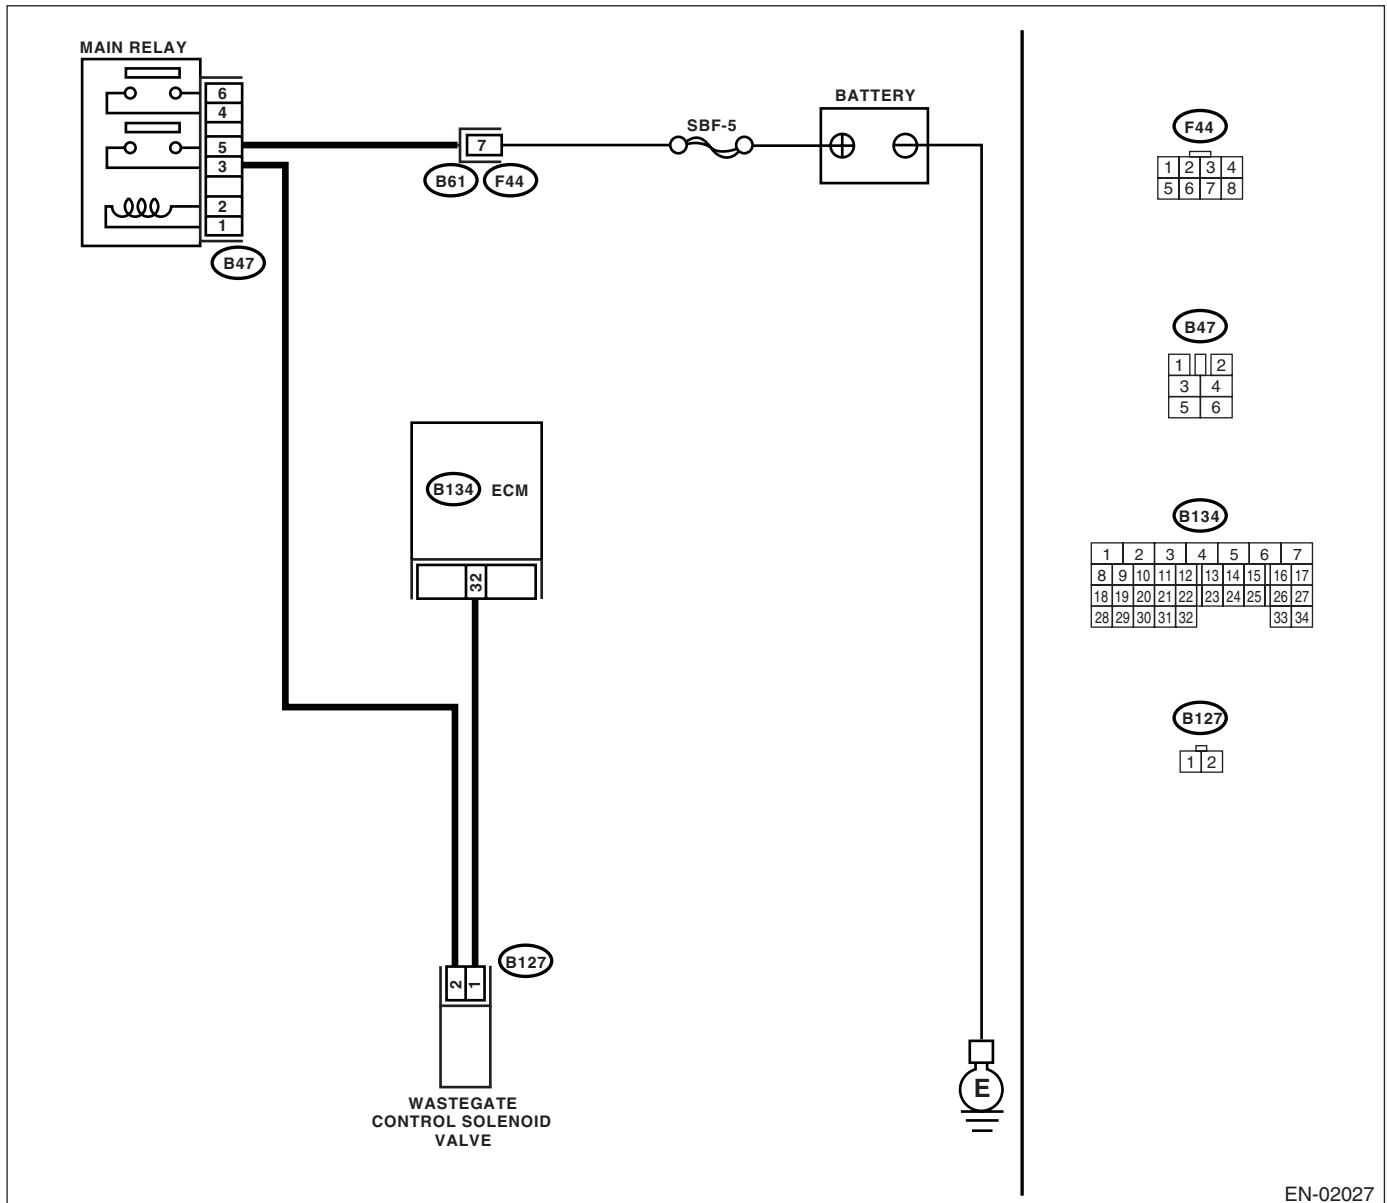 MAIN RELAY
6
4
5
3
2
1
B47
7
B61 F44
SBF-5
BATTERY
B134 ECM
32
B127
2 1
WASTEGATE
CONTROL SOLENOID
VALVE
E
F44
1 2 3 4
5 6 7 8
B47
1 2
3 4
5 6
B134
1 2 3 4 5 6 7
8 9 10 11 12 13 14 15 16 17
18 19 20 21 22 23 24 25 26 27
28 29 30 31 32 33 34
B127
1 2
EN-02027